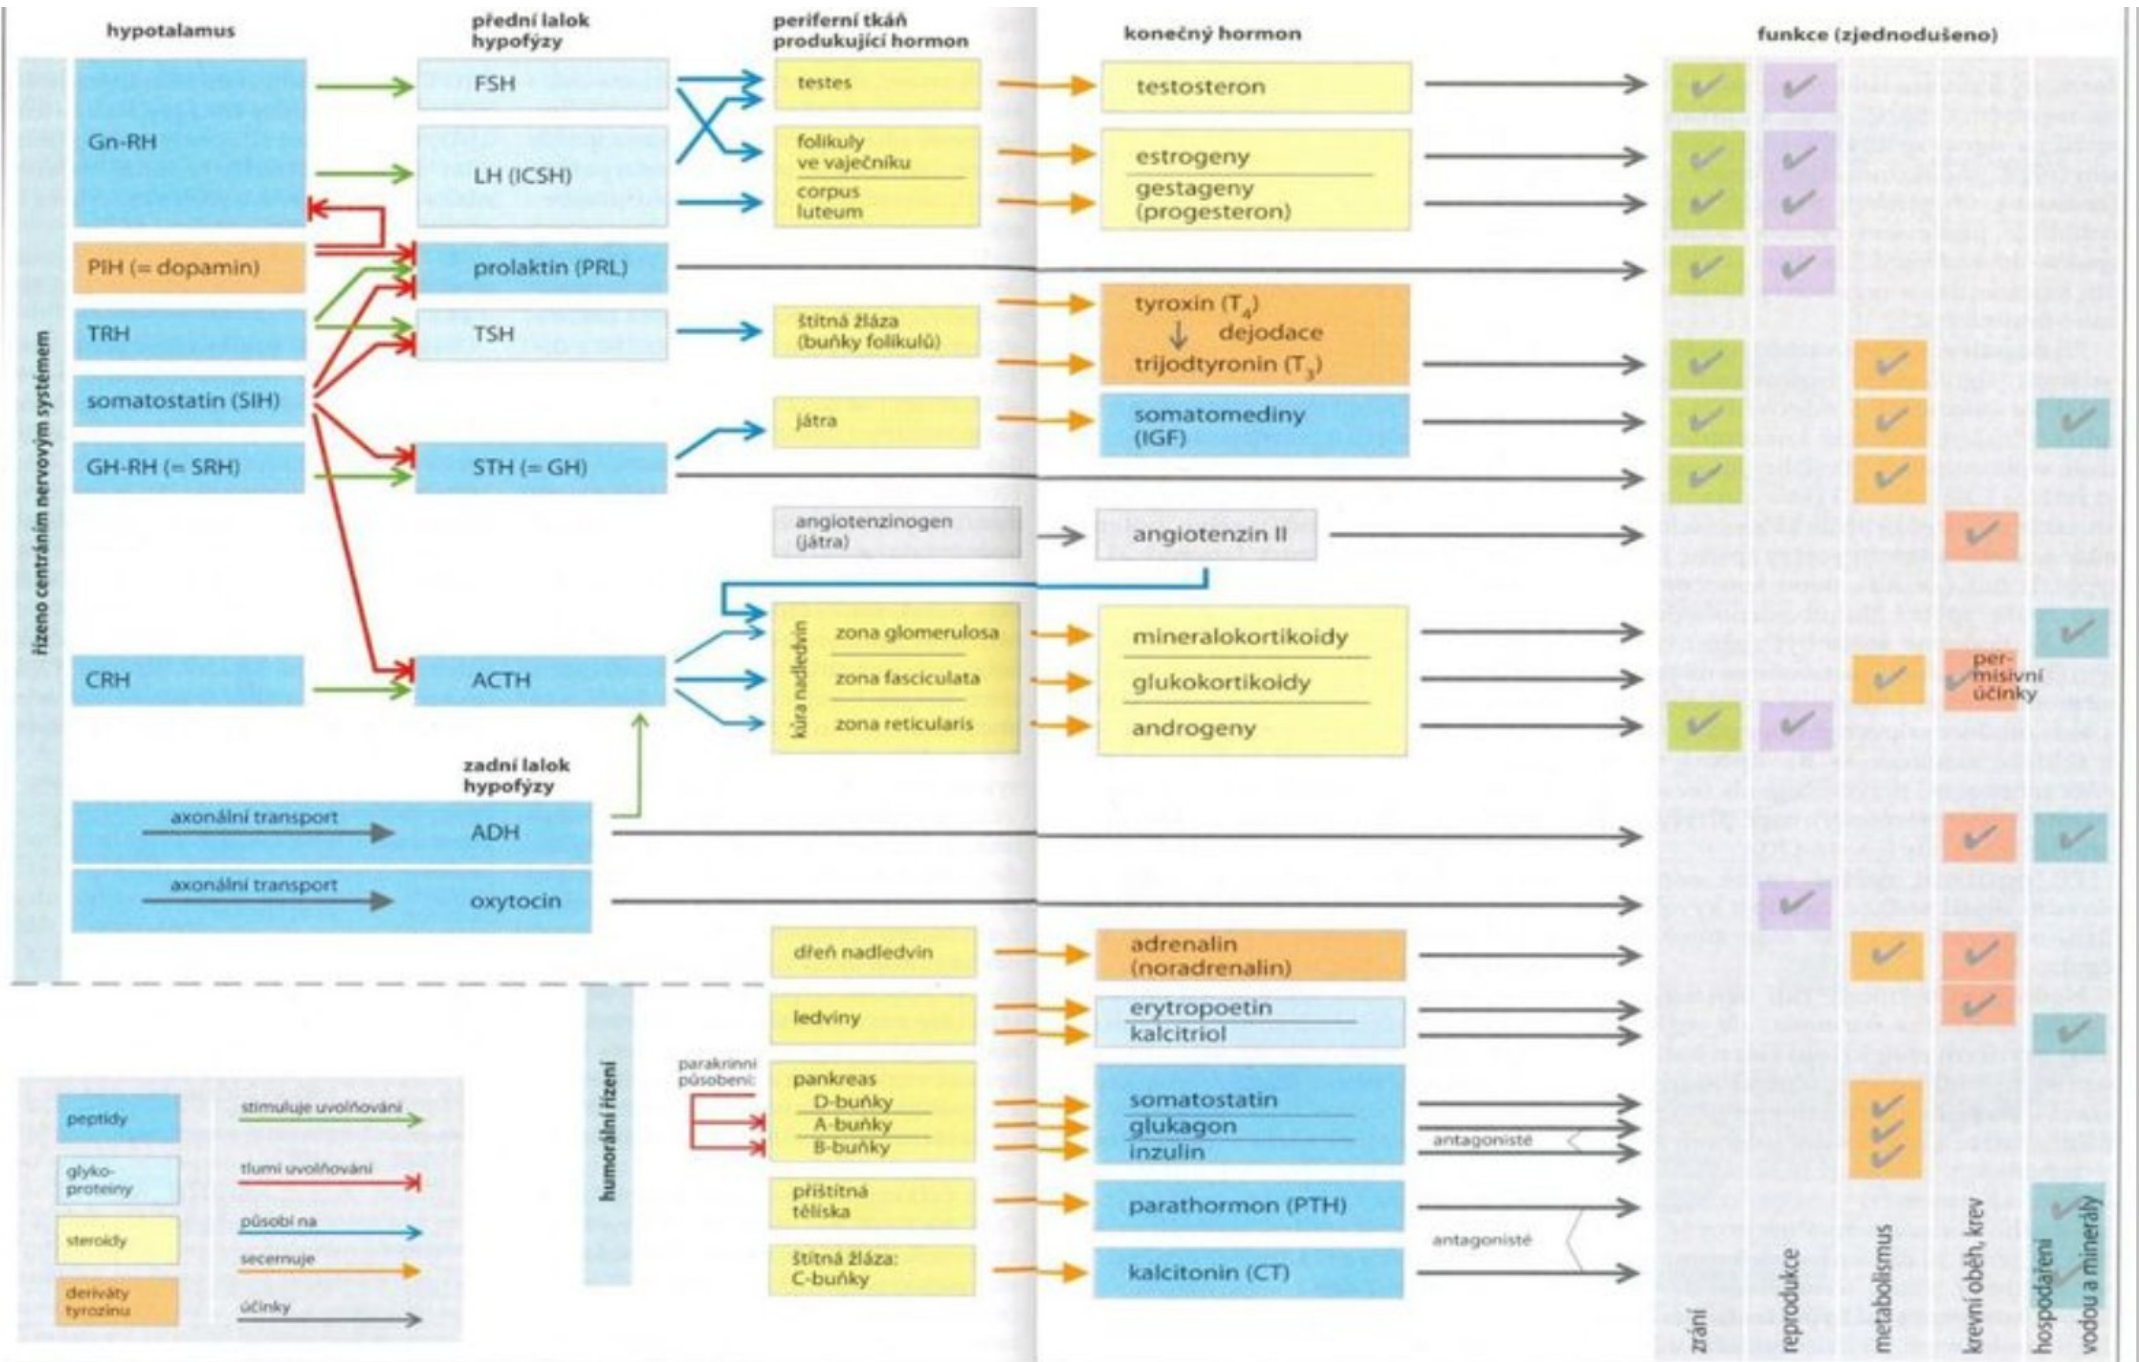 hypotalamus
přední lalok
hypofýzy
periferní tkáň
produkující hormon
konečný hormon
funkce (zjednodušeno)
řízeno centrálním nervovým systémem
Gn-RH
FSH
testes
testosteron
LH (ICSH)
folikuly
ve vaječníku
corpus
luteum
estrogeny
gestageny
(progesteron)
PIH (= dopamin)
prolaktin (PRL)
TRH
TSH
štítná žláza
(buňky folikulů)
tyroxin (T4)
dejodace
trijodtyronin (T3)
somatostatin (SIH)
játra
somatomediny
(IGF)
GH-RH (= SRH)
STH (= GH)
angiotenzinogen
(játra)
angiotenzin II
CRH
ACTH
kůra nadledvin
zona glomerulosa
zona fasciculata
zona reticularis
mineralokortikoidy
glukokortikoidy
androgeny
per-
misivní
účinky
zadní lalok
hypofýzy
axonální transport
ADH
axonální transport
oxytocin
dřeň nadledvin
adrenalin
(noradrenalin)
humorální řízení
ledviny
erytropoetin
kalcitriol
parakrinní
působení:
pankreas
D-buňky
A-buňky
B-buňky
somatostatin
glukagon
inzulin
antagonisté
příštítná
tělíska
parathormon (PTH)
antagonisté
štítná žláza:
C-buňky
kalcitonin (CT)
peptidy
glyko-
proteiny
steroidy
deriváty
tyrozinu
stimuluje uvolňování
tlumí uvolňování
působí na
secernuje
účinky
zrání
reprodukce
metabolismus
krevní oběh, krev
hospodaření
vodou a minerály